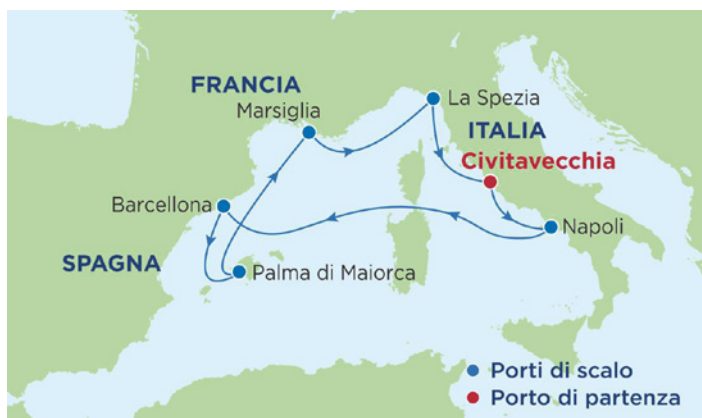 FRANCIA
Marsiglia
La Spezia
ITALIA
Civitavecchia
Barcellona
Napoli
SPAGNA
Palma di Maiorca
Porti di scalo
Porto di partenza